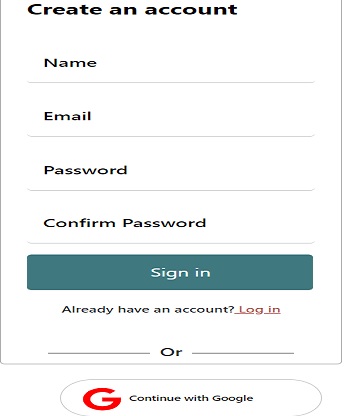 Create an account
Name
Email
Password
Confirm Password
Sign in
Already have an account? Log in
Or
G Continue with Google